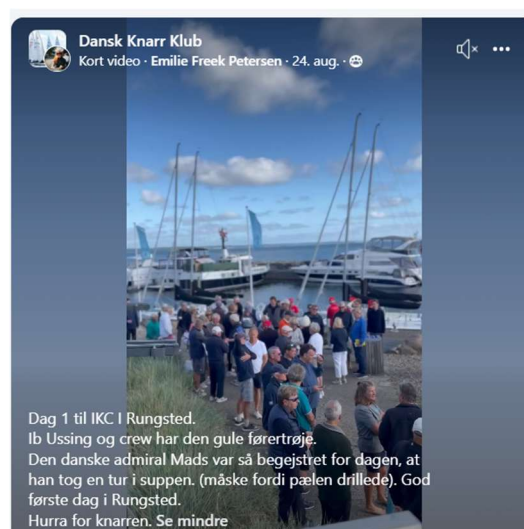 Dansk Knarr Klub
Kort video · Emilie Freek Petersen · 24. aug. ·
Dag 1 til IKC I Rungsted.
Ib Ussing og crew har den gule førertrøje.
Den danske admiral Mads var så begejstret for dagen, at
han tog en tur i suppen. (måske fordi pælen drillede). God
første dag i Rungsted.
Hurra for knarren. Se mindre